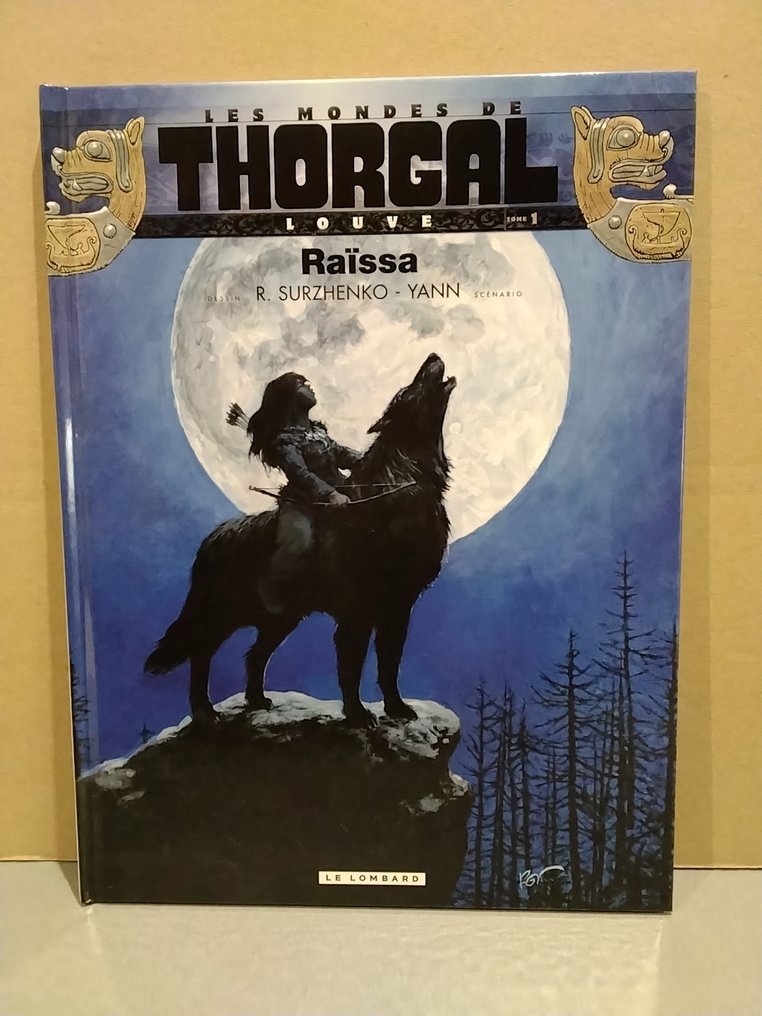 LES MONDES DE
THORGAL
LOUVE TOME 1
Raïssa
DESSIN R. SURZHENKO - YANN SCÉNARIO
LE LOMBARD